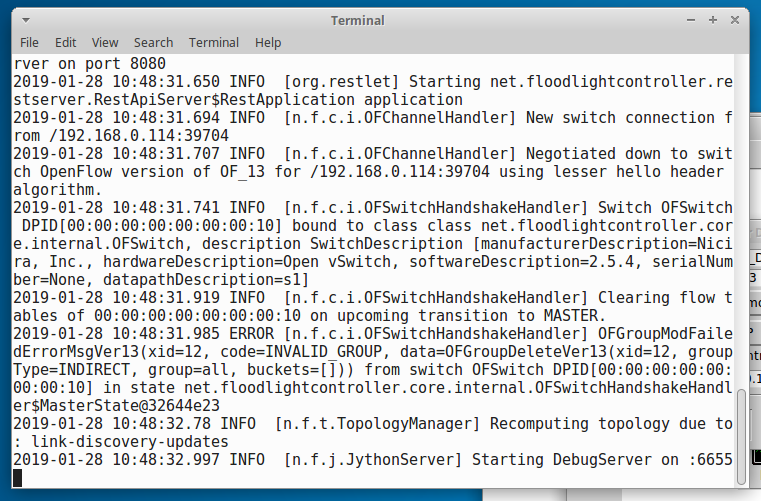 Terminal
File Edit View Search Terminal Help
rver on port 8080
2019-01-28 10:48:31.650 INFO  [org.restlet] Starting net.floodlightcontroller.re
stserver.RestApiServer$RestApplication application
2019-01-28 10:48:31.694 INFO  [n.f.c.i.OFChannelHandler] New switch connection f
rom /192.168.0.114:39704
2019-01-28 10:48:31.707 INFO  [n.f.c.i.OFChannelHandler] Negotiated down to swit
ch OpenFlow version of OF_13 for /192.168.0.114:39704 using lesser hello header
algorithm.
2019-01-28 10:48:31.741 INFO  [n.f.c.i.OFSwitchHandshakeHandler] Switch OFSwitch
 DPID[00:00:00:00:00:00:00:10] bound to class class net.floodlightcontroller.cor
e.internal.OFSwitch, description SwitchDescription [manufacturerDescription=Nici
ra, Inc., hardwareDescription=Open vSwitch, softwareDescription=2.5.4, serialNum
ber=None, datapathDescription=s1]
2019-01-28 10:48:31.919 INFO  [n.f.c.i.OFSwitchHandshakeHandler] Clearing flow t
ables of 00:00:00:00:00:00:00:10 on upcoming transition to MASTER.
2019-01-28 10:48:31.985 ERROR [n.f.c.i.OFSwitchHandshakeHandler] OFGroupModFaile
dErrorMsgVer13(xid=12, code=INVALID_GROUP, data=OFGroupDeleteVer13(xid=12, group
Type=INDIRECT, group=all, buckets=[])) from switch OFSwitch DPID[00:00:00:00:00:
00:00:10] in state net.floodlightcontroller.core.internal.OFSwitchHandshakeHandl
er$MasterState@32644e23
2019-01-28 10:48:32.78 INFO  [n.f.t.TopologyManager] Recomputing topology due to
: link-discovery-updates
2019-01-28 10:48:32.997 INFO  [n.f.j.JythonServer] Starting DebugServer on :6655